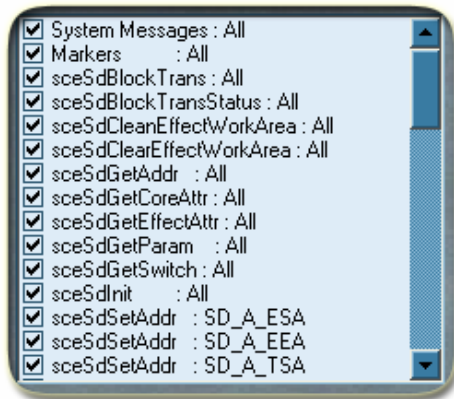 System Messages : All
Markers : All
sceSdBlockTrans : All
sceSdBlockTransStatus : All
sceSdCleanEffectWorkArea : All
sceSdClearEffectWorkArea : All
sceSdGetAddr : All
sceSdGetCoreAttr : All
sceSdGetEffectAttr : All
sceSdGetParam : All
sceSdGetSwitch : All
sceSdInit : All
sceSdSetAddr : SD_A_ESA
sceSdSetAddr : SD_A_EEA
sceSdSetAddr : SD_A_TSA